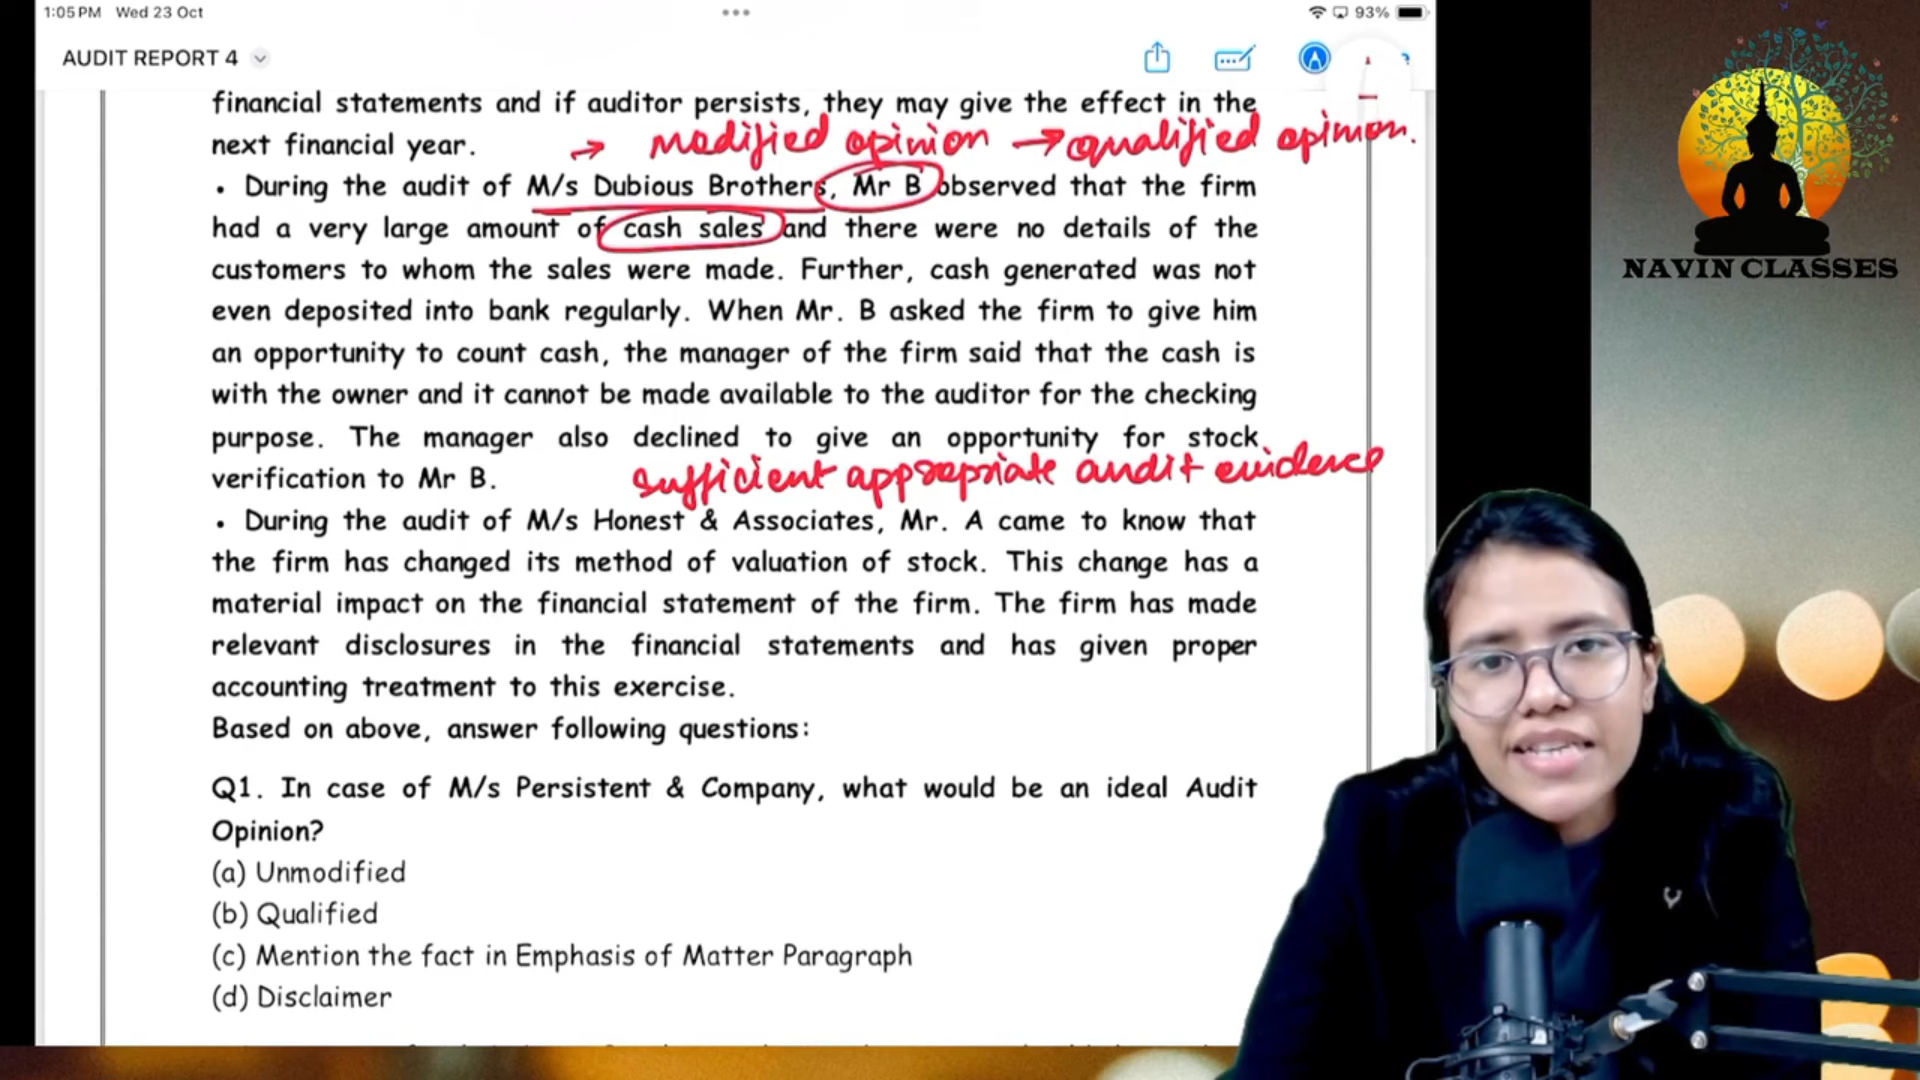 1:05 PM Wed 23 Oct
93%
AUDIT REPORT 4
financial statements and if auditor persists, they may give the effect in the
next financial year. → modified opinion → qualified opinion.
• During the audit of M/s Dubious Brothers, Mr B observed that the firm
had a very large amount of cash sales and there were no details of the
customers to whom the sales were made. Further, cash generated was not
even deposited into bank regularly. When Mr. B asked the firm to give him
an opportunity to count cash, the manager of the firm said that the cash is
with the owner and it cannot be made available to the auditor for the checking
purpose. The manager also declined to give an opportunity for stock
verification to Mr B. sufficient appropriate audit evidence
• During the audit of M/s Honest & Associates, Mr. A came to know that
the firm has changed its method of valuation of stock. This change has a
material impact on the financial statement of the firm. The firm has made
relevant disclosures in the financial statements and has given proper
accounting treatment to this exercise.
Based on above, answer following questions:
Q1. In case of M/s Persistent & Company, what would be an ideal Audit
Opinion?
(a) Unmodified
(b) Qualified
(c) Mention the fact in Emphasis of Matter Paragraph
(d) Disclaimer
NAVIN CLASSES